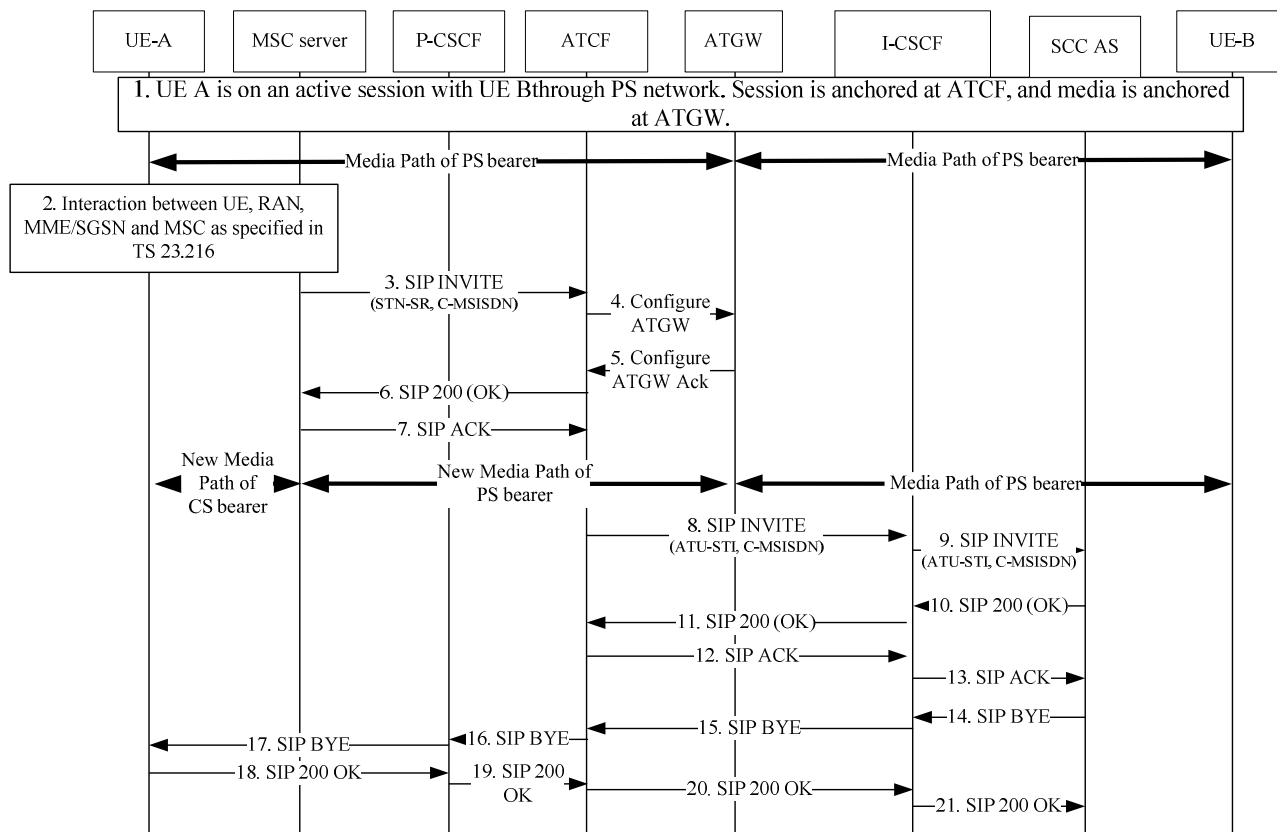 UE-A
MSC server
P-CSCF
ATCF
ATGW
I-CSCF
SCC AS
UE-B
1. UE A is on an active session with UE Bthrough PS network. Session is anchored at ATCF, and media is anchored
at ATGW.
Media Path of PS bearer
Media Path of PS bearer
2. Interaction between UE, RAN,
MME/SGSN and MSC as specified in
TS 23.216
3. SIP INVITE
(STN-SR, C-MSISDN)
4. Configure
ATGW
5. Configure
ATGW Ack
6. SIP 200 (OK)
7. SIP ACK
New Media
Path of
CS bearer
New Media Path of
PS bearer
Media Path of PS bearer
8. SIP INVITE
(ATU-STI, C-MSISDN)
9. SIP INVITE
(ATU-STI, C-MSISDN)
10. SIP 200 (OK)
11. SIP 200 (OK)
12. SIP ACK
13. SIP ACK
14. SIP BYE
15. SIP BYE
16. SIP BYE
17. SIP BYE
18. SIP 200 OK
19. SIP 200
OK
20. SIP 200 OK
21. SIP 200 OK